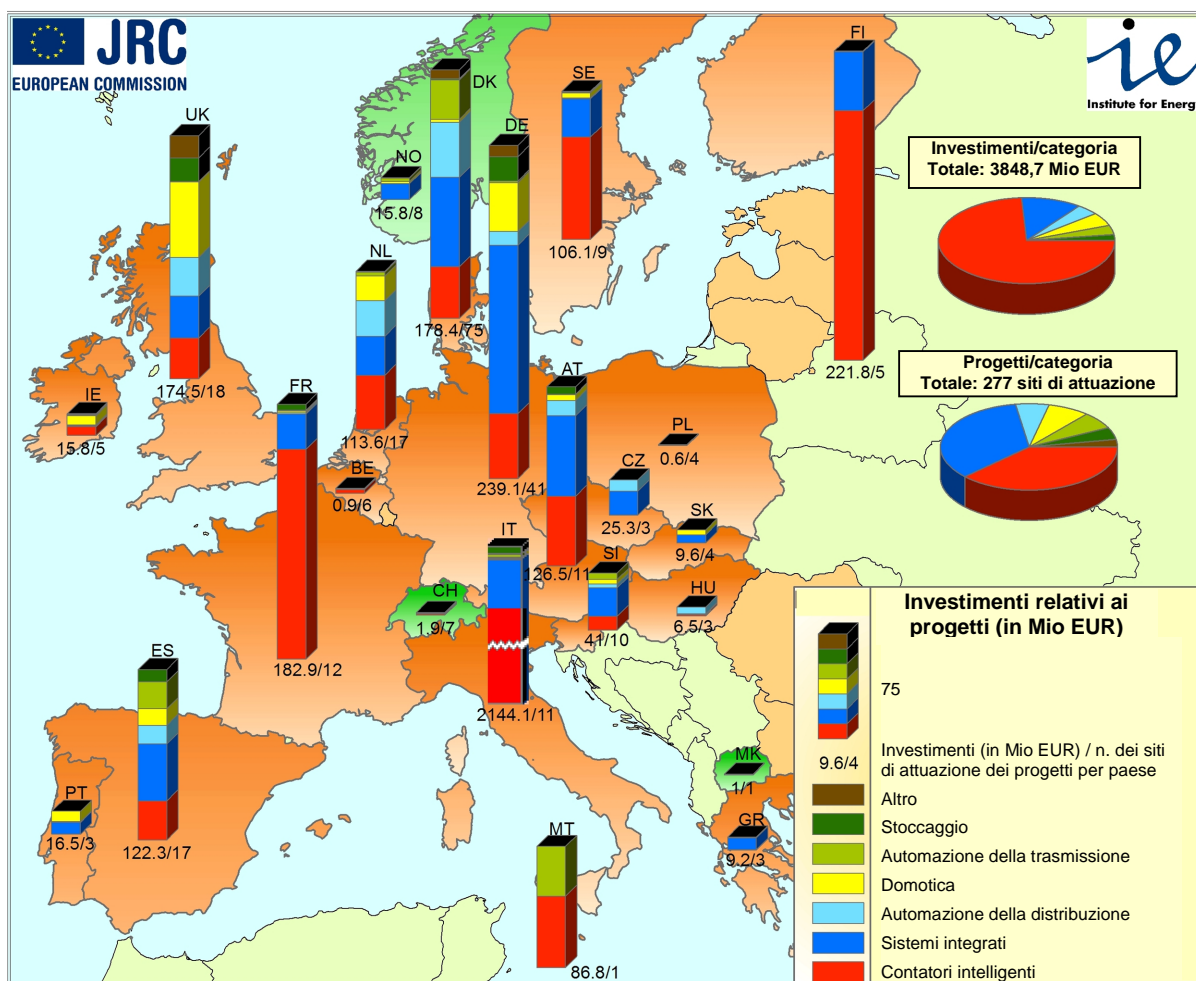 JRC
EUROPEAN COMMISSION
ie
Institute for Energ
UK
174.5/18
IE
15.8/5
NO
15.8/8
DK
178.4/75
SE
106.1/9
FI
221.8/5
DE
239.1/41
NL
113.6/17
FR
182.9/12
BE
0.9/6
AT
126.5/11
PL
0.6/4
CZ
25.3/3
SK
9.6/4
SI
41/10
HU
6.5/3
IT
2144.1/11
CH
1.9/7
ES
122.3/17
PT
16.5/3
MT
86.8/1
MK
1/1
GR
9.2/3
Investimenti/categoria
Totale: 3848,7 Mio EUR
Progetti/categoria
Totale: 277 siti di attuazione
Investimenti relativi ai
progetti (in Mio EUR)
75
9.6/4
Investimenti (in Mio EUR) / n. dei siti
di attuazione dei progetti per paese
Altro
Stoccaggio
Automazione della trasmissione
Domotica
Automazione della distribuzione
Sistemi integrati
Contatori intelligenti